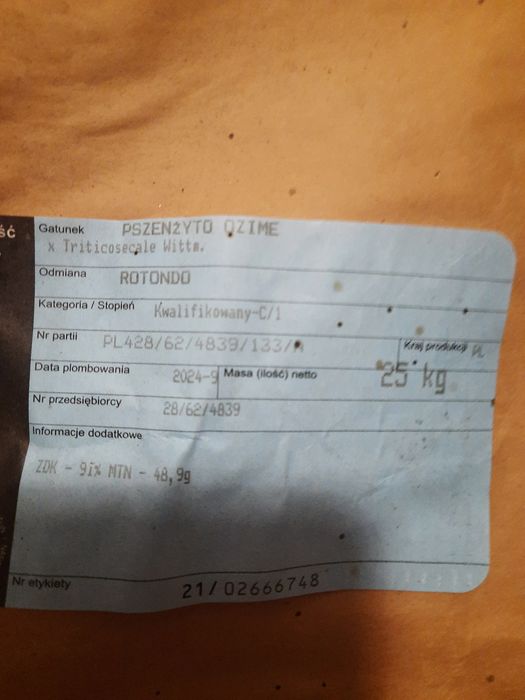 ść
Gatunek PSZENŻYTO OZIME
x Triticosecale Wittm.
Odmiana ROTONDO
Kategoria / Stopień Kwalifikowany-C/1
Nr partii PL428/62/4839/133/A Kraj produkcji PL
Data plombowania 2024-9 Masa (ilość) netto 25 kg
Nr przedsiębiorcy 28/62/4839
Informacje dodatkowe
ZDK - 91% MTN - 48,9g
Nr etykiety 21/02666748